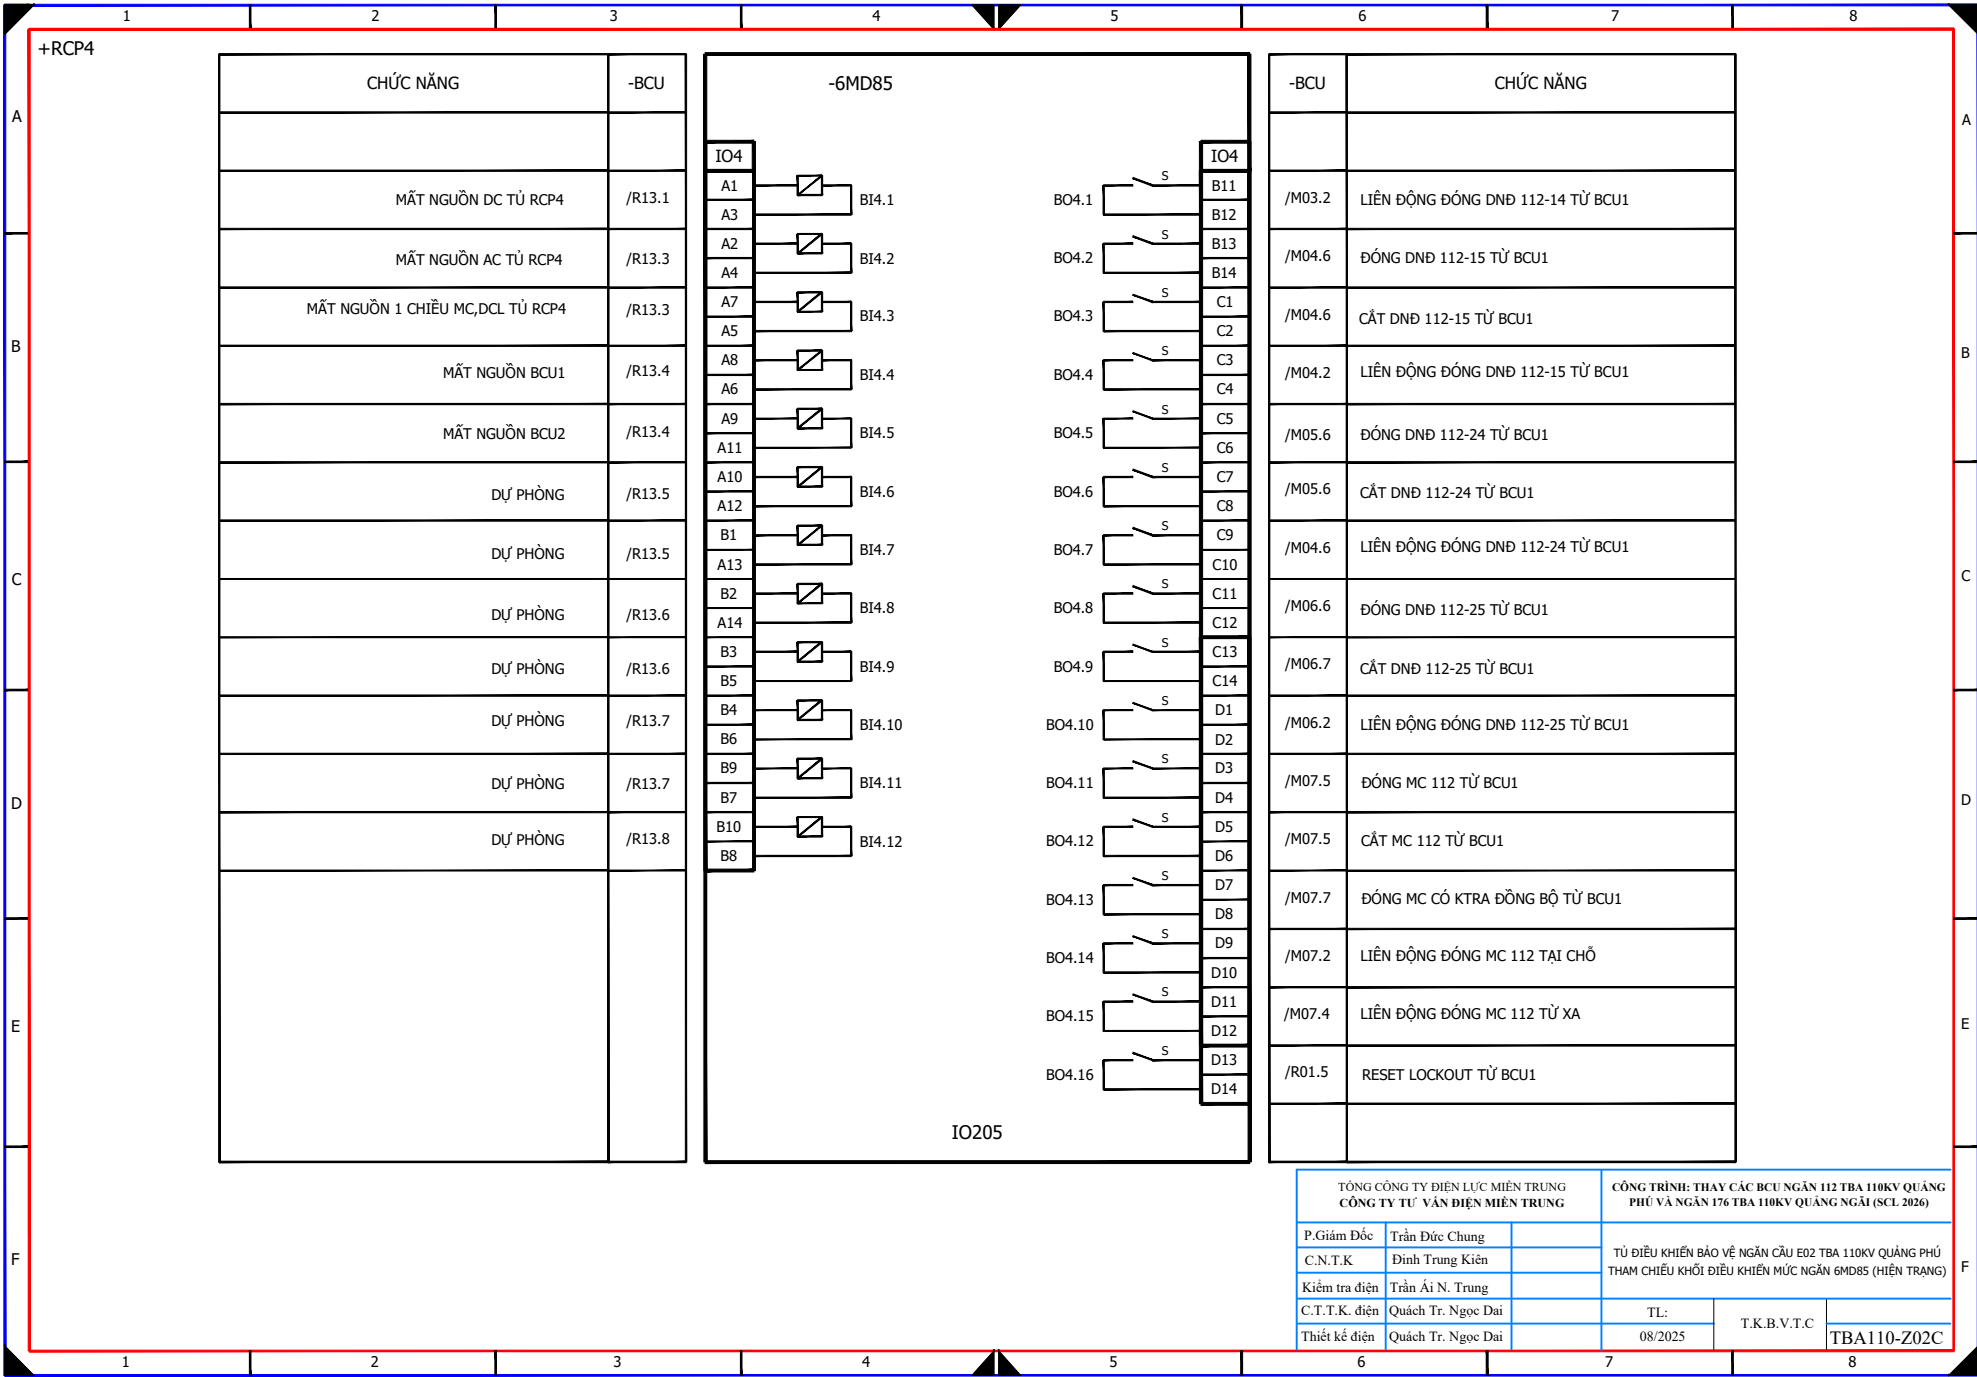 1 2 3 4 5 6 7 8
+RCP4
CHỨC NĂNG -BCU -6MD85 -BCU CHỨC NĂNG
A A
IO4 IO4
MẤT NGUỒN DC TỦ RCP4 /R13.1 A1 A3 BI4.1 BO4.1 S B11 B12 /M03.2 LIÊN ĐỘNG ĐÓNG DNĐ 112-14 TỪ BCU1
MẤT NGUỒN AC TỦ RCP4 /R13.3 A2 A4 BI4.2 BO4.2 S B13 B14 /M04.6 ĐÓNG DNĐ 112-15 TỪ BCU1
MẤT NGUỒN 1 CHIỀU MC,DCL TỦ RCP4 /R13.3 A7 A5 BI4.3 BO4.3 S C1 C2 /M04.6 CẮT DNĐ 112-15 TỪ BCU1
B B
MẤT NGUỒN BCU1 /R13.4 A8 A6 BI4.4 BO4.4 S C3 C4 /M04.2 LIÊN ĐỘNG ĐÓNG DNĐ 112-15 TỪ BCU1
MẤT NGUỒN BCU2 /R13.4 A9 A11 BI4.5 BO4.5 S C5 C6 /M05.6 ĐÓNG DNĐ 112-24 TỪ BCU1
DỰ PHÒNG /R13.5 A10 A12 BI4.6 BO4.6 S C7 C8 /M05.6 CẮT DNĐ 112-24 TỪ BCU1
DỰ PHÒNG /R13.5 B1 A13 BI4.7 BO4.7 S C9 C10 /M04.6 LIÊN ĐỘNG ĐÓNG DNĐ 112-24 TỪ BCU1
C C
DỰ PHÒNG /R13.6 B2 A14 BI4.8 BO4.8 S C11 C12 /M06.6 ĐÓNG DNĐ 112-25 TỪ BCU1
DỰ PHÒNG /R13.6 B3 B5 BI4.9 BO4.9 S C13 C14 /M06.7 CẮT DNĐ 112-25 TỪ BCU1
DỰ PHÒNG /R13.7 B4 B6 BI4.10 BO4.10 S D1 D2 /M06.2 LIÊN ĐỘNG ĐÓNG DNĐ 112-25 TỪ BCU1
DỰ PHÒNG /R13.7 B9 B7 BI4.11 BO4.11 S D3 D4 /M07.5 ĐÓNG MC 112 TỪ BCU1
D D
DỰ PHÒNG /R13.8 B10 B8 BI4.12 BO4.12 S D5 D6 /M07.5 CẮT MC 112 TỪ BCU1
BO4.13 S D7 D8 /M07.7 ĐÓNG MC CÓ KTRA ĐỒNG BỘ TỪ BCU1
BO4.14 S D9 D10 /M07.2 LIÊN ĐỘNG ĐÓNG MC 112 TẠI CHỖ
BO4.15 S D11 D12 /M07.4 LIÊN ĐỘNG ĐÓNG MC 112 TỪ XA
E E
BO4.16 S D13 D14 /R01.5 RESET LOCKOUT TỪ BCU1
IO205
TỔNG CÔNG TY ĐIỆN LỰC MIỀN TRUNG
CÔNG TY TƯ VẤN ĐIỆN MIỀN TRUNG
CÔNG TRÌNH: THAY CÁC BCU NGĂN 112 TBA 110KV QUẢNG
PHÚ VÀ NGĂN 176 TBA 110KV QUẢNG NGÃI (SCL 2026)
P.Giám Đốc Trần Đức Chung
C.N.T.K Đinh Trung Kiên
Kiểm tra điện Trần Ái N. Trung
C.T.T.K. điện Quách Tr. Ngọc Dai
Thiết kế điện Quách Tr. Ngọc Dai
TỦ ĐIỀU KHIỂN BẢO VỆ NGĂN CẦU E02 TBA 110KV QUẢNG PHÚ
THAM CHIẾU KHỐI ĐIỀU KHIỂN MỨC NGĂN 6MD85 (HIỆN TRẠNG)
TL: T.K.B.V.T.C
08/2025 TBA110-Z02C
F F
1 2 3 4 5 6 7 8